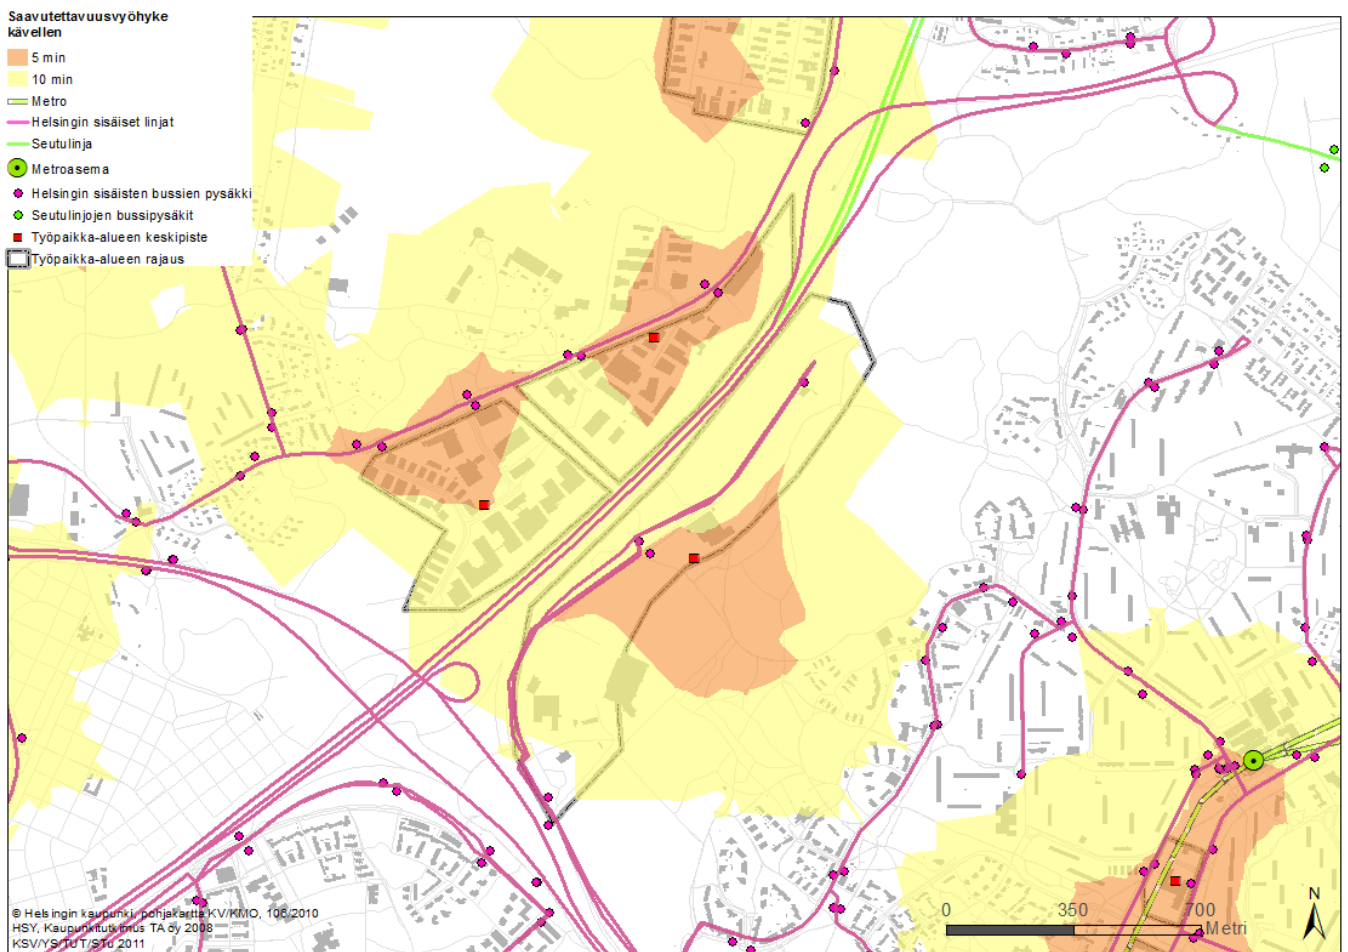 Saavutettavuusvyöhyke
kävellen
5 min
10 min
Metro
Helsingin sisäiset linjat
Seutulinja
Metroasema
Helsingin sisäisten bussien pysäkki
Seutulinjojen bussipysäkit
Työpaikka-alueen keskipiste
Työpaikka-alueen rajaus
N
0 350 700
Metri
© Helsingin kaupunki, pohjakartta KV/KMO, 106/2010
HSY, Kaupunkitutkimus TA Oy 2008
KSV/YS/TUT/STu 2011